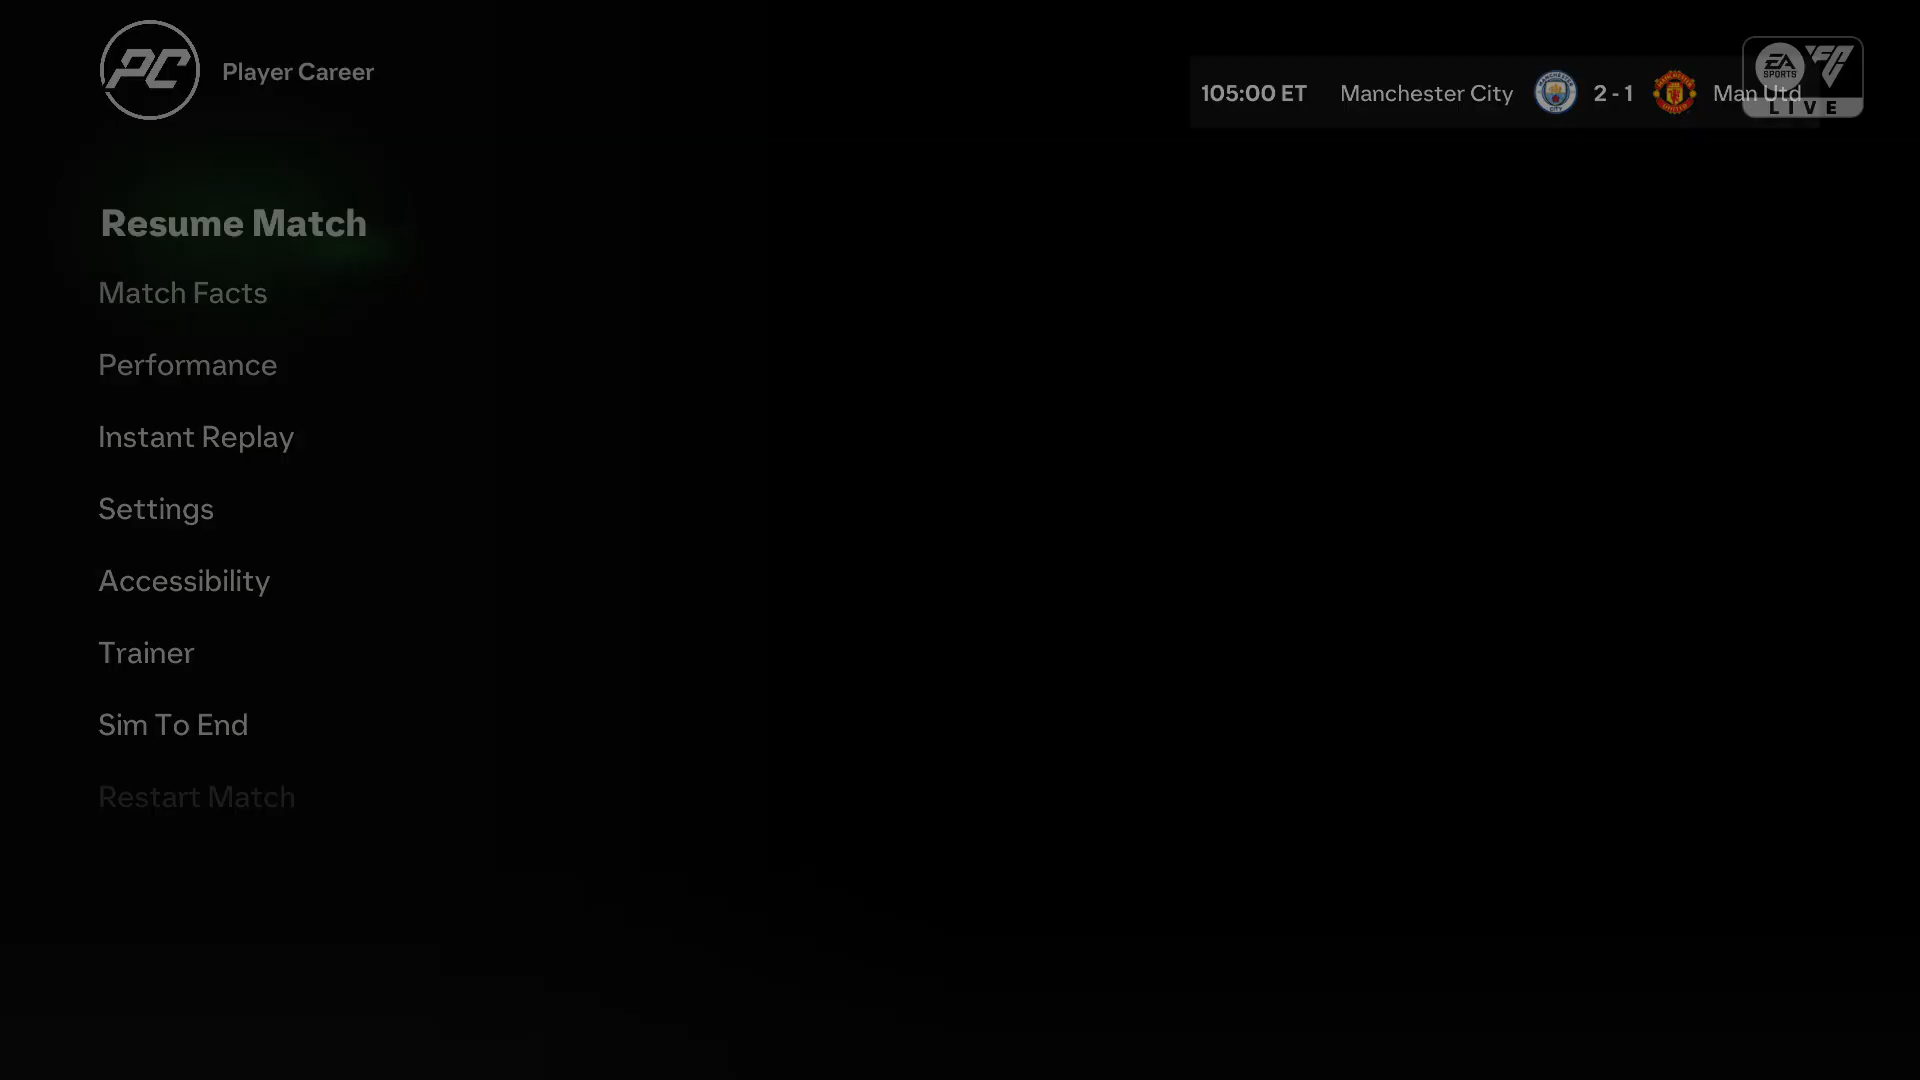 PC Player Career
105:00 ET Manchester City 2 - 1 Man Utd
EA SPORTS FC
LIVE
Resume Match
Match Facts
Performance
Instant Replay
Settings
Accessibility
Trainer
Sim To End
Restart Match